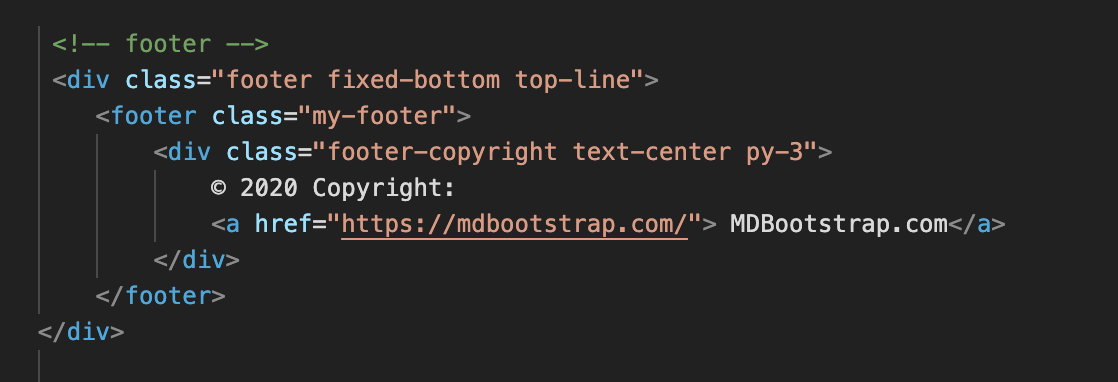 <!-- footer -->
<div class="footer fixed-bottom top-line">
<footer class="my-footer">
<div class="footer-copyright text-center py-3">
© 2020 Copyright:
<a href="https://mdbootstrap.com/"> MDBootstrap.com</a>
</div>
</footer>
</div>